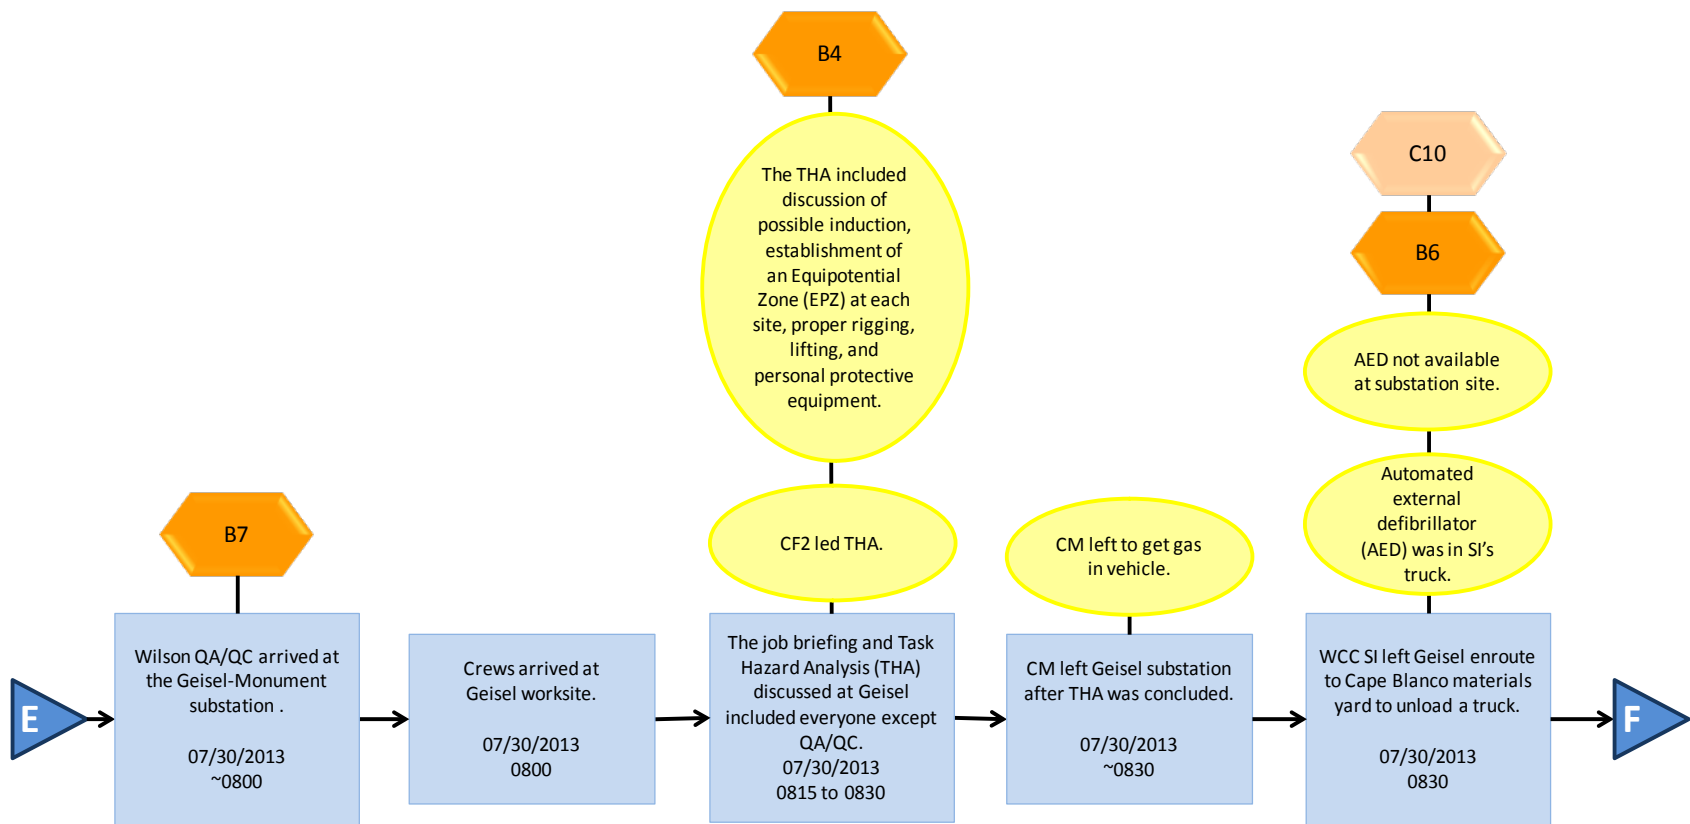 B4
The THA included
discussion of
possible induction,
establishment of
an Equipotential
Zone (EPZ) at each
site, proper rigging,
lifting, and
personal protective
equipment.
C10
B6
AED not available
at substation site.
Automated
external
defibrillator
(AED) was in SI’s
truck.
B7
CF2 led THA.
CM left to get gas
in vehicle.
E
Wilson QA/QC arrived at
the Geisel-Monument
substation .
07/30/2013
~0800
Crews arrived at
Geisel worksite.
07/30/2013
0800
The job briefing and Task
Hazard Analysis (THA)
discussed at Geisel
included everyone except
QA/QC.
07/30/2013
0815 to 0830
CM left Geisel substation
after THA was concluded.
07/30/2013
~0830
WCC SI left Geisel enroute
to Cape Blanco materials
yard to unload a truck.
07/30/2013
0830
F